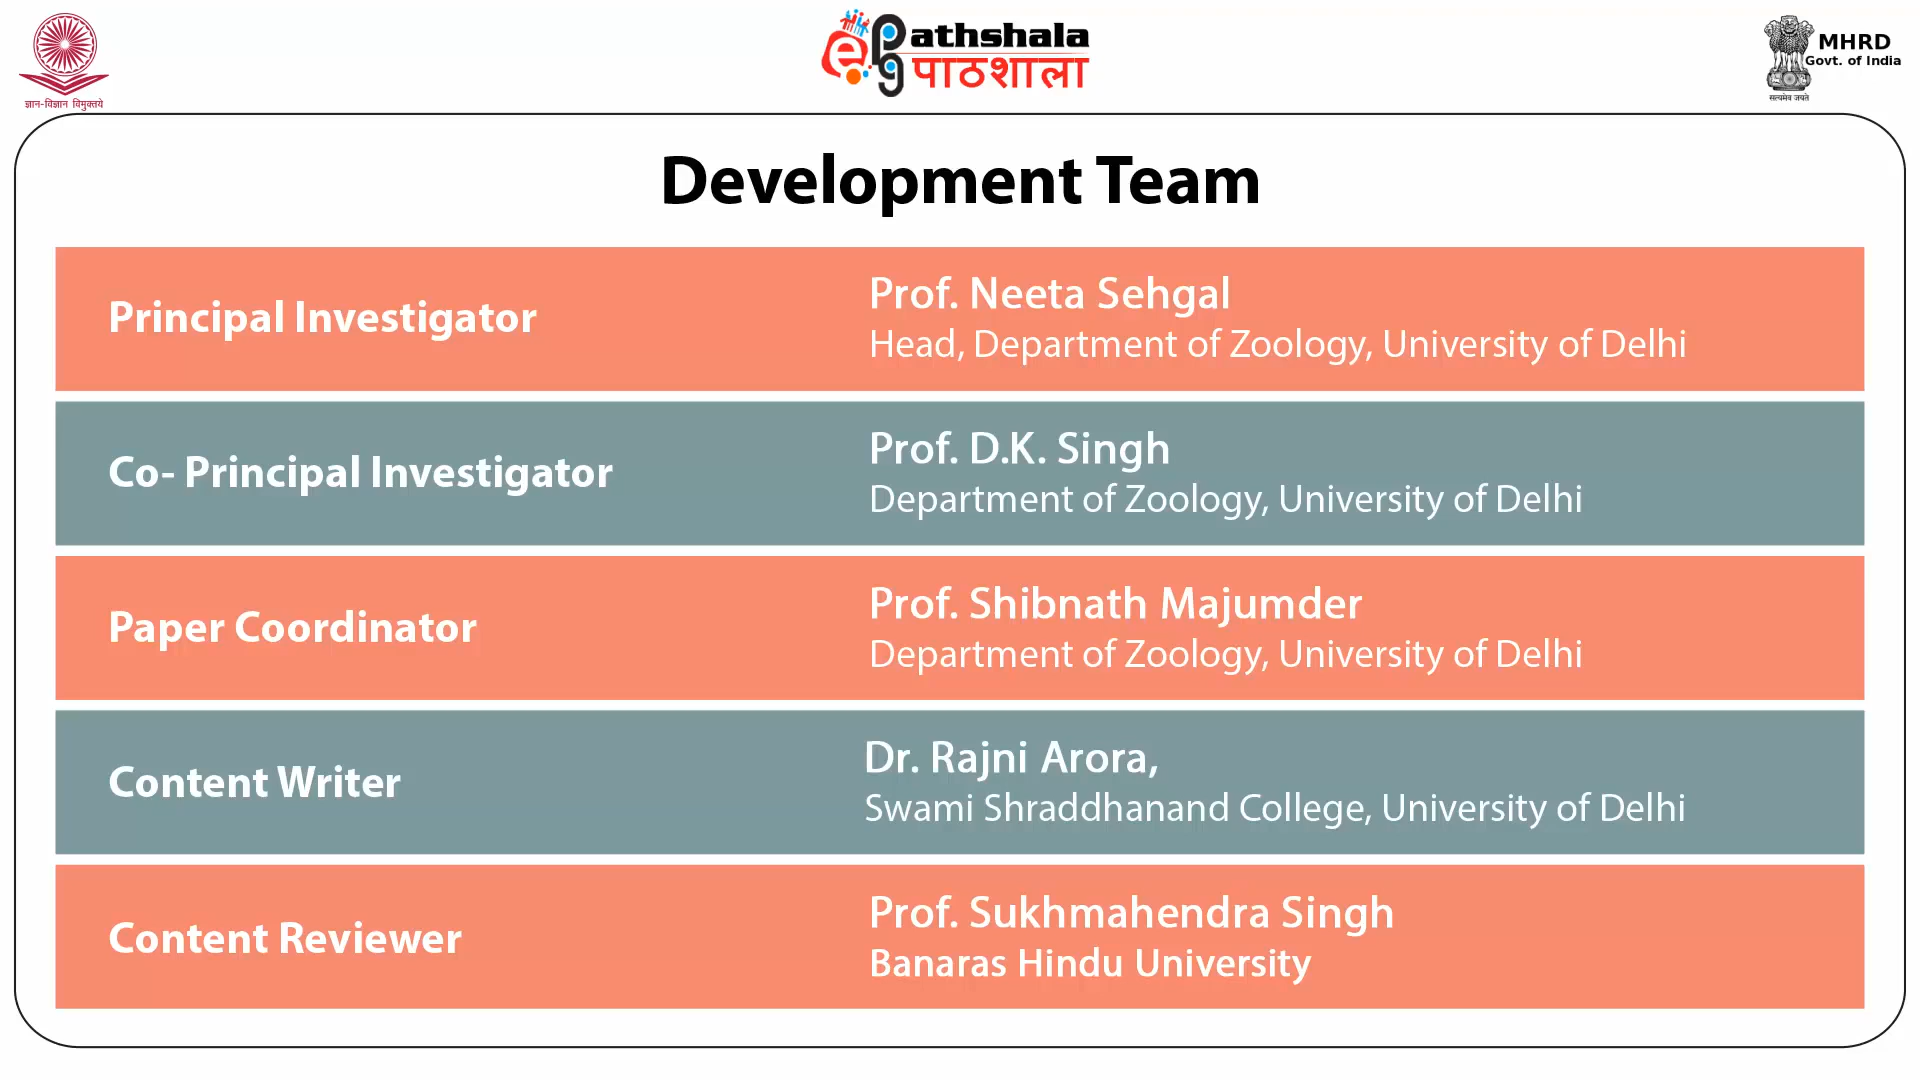 ज्ञान-विज्ञान विमुक्तये
ePathshala
पाठशाला
MHRD
Govt. of India
सत्यमेव जयते
Development Team
Principal Investigator
Prof. Neeta Sehgal
Head, Department of Zoology, University of Delhi
Co- Principal Investigator
Prof. D.K. Singh
Department of Zoology, University of Delhi
Paper Coordinator
Prof. Shibnath Majumder
Department of Zoology, University of Delhi
Content Writer
Dr. Rajni Arora,
Swami Shraddhanand College, University of Delhi
Content Reviewer
Prof. Sukhmahendra Singh
Banaras Hindu University